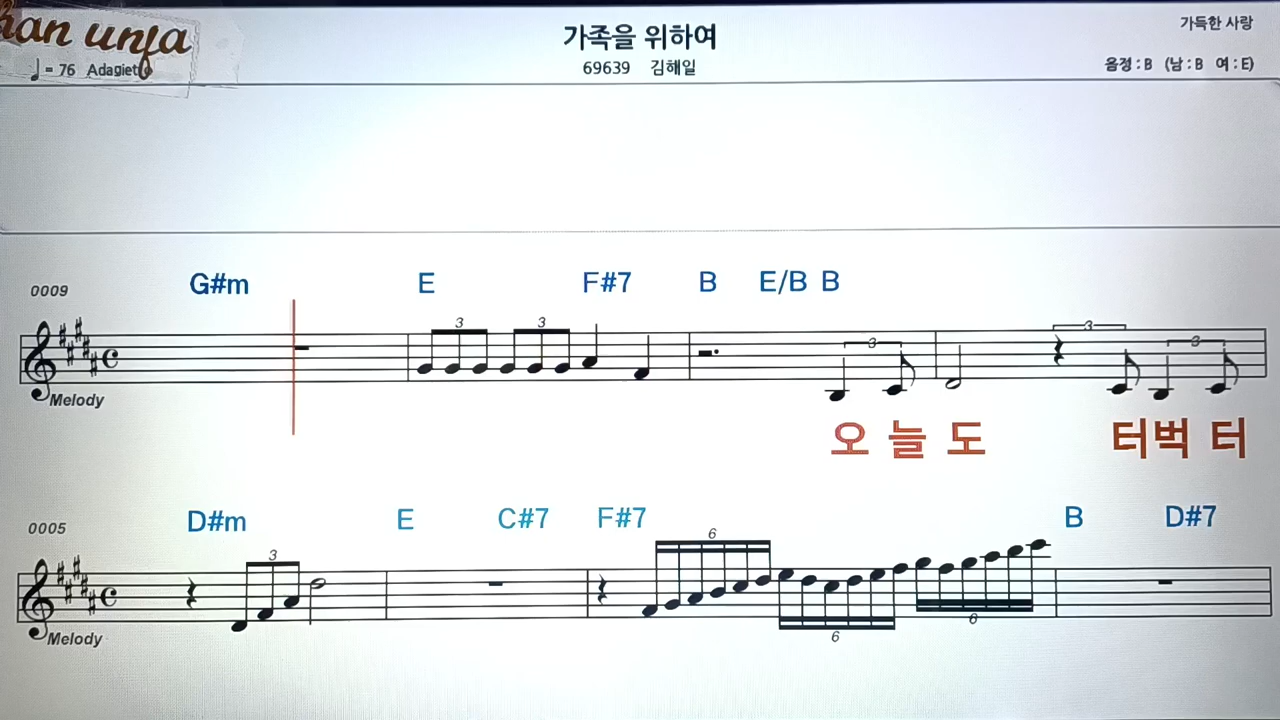 han unja
♩= 76 Adagietto
가족을 위하여
69639 김해일
가득한 사랑
음정 : B (남 : B 여 : E)
0009
G#m E F#7 B E/B B
3 3 3 3 3
Melody
오 늘 도 터벅 터
0005
D#m E C#7 F#7 B D#7
3 6 6 6
Melody